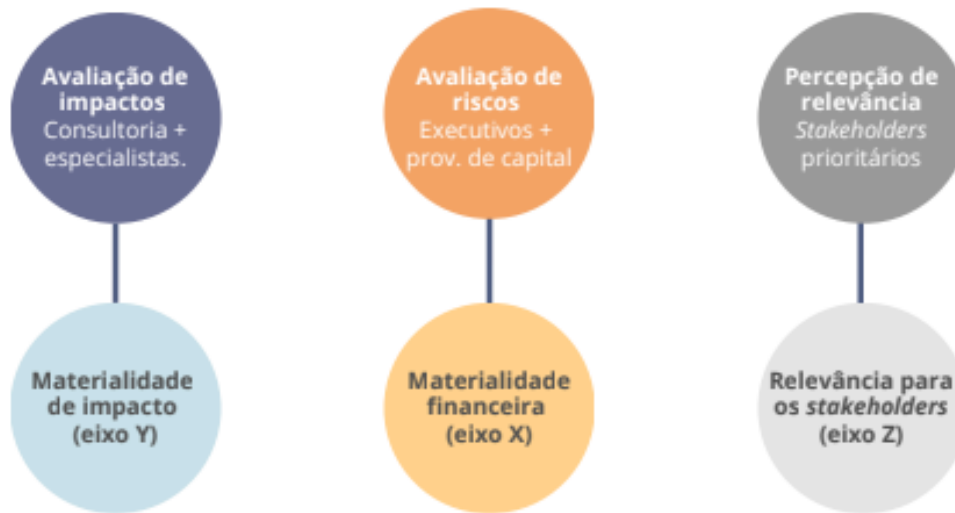 Avaliação de
impactos
Consultoria +
especialistas.
Avaliação de
riscos
Executivos +
prov. de capital
Percepção de
relevância
Stakeholders
prioritários
Materialidade
de impacto
(eixo Y)
Materialidade
financeira
(eixo X)
Relevância para
os stakeholders
(eixo Z)